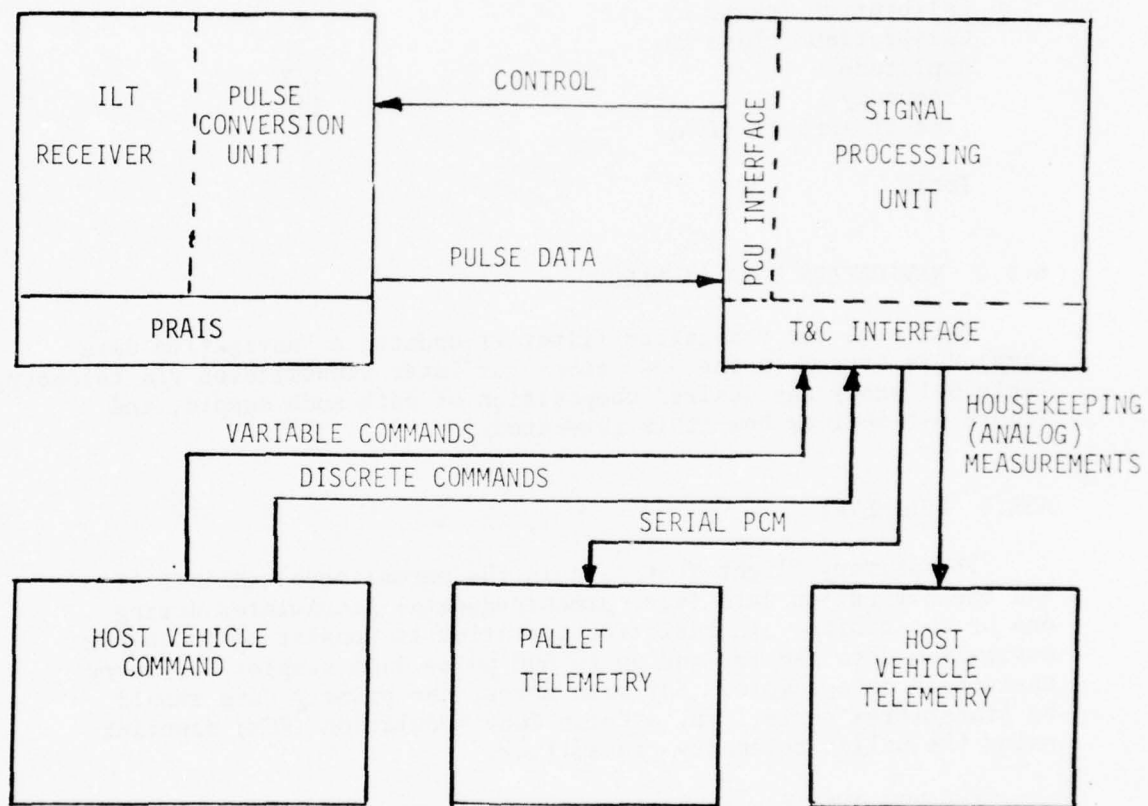 ILT
RECEIVER
PULSE
CONVERSION
UNIT
PRAIS
CONTROL
PULSE DATA
PCU INTERFACE
SIGNAL
PROCESSING
UNIT
T&C INTERFACE
VARIABLE COMMANDS
DISCRETE COMMANDS
SERIAL PCM
HOUSEKEEPING
(ANALOG)
MEASUREMENTS
HOST VEHICLE
COMMAND
PALLET
TELEMETRY
HOST
VEHICLE
TELEMETRY